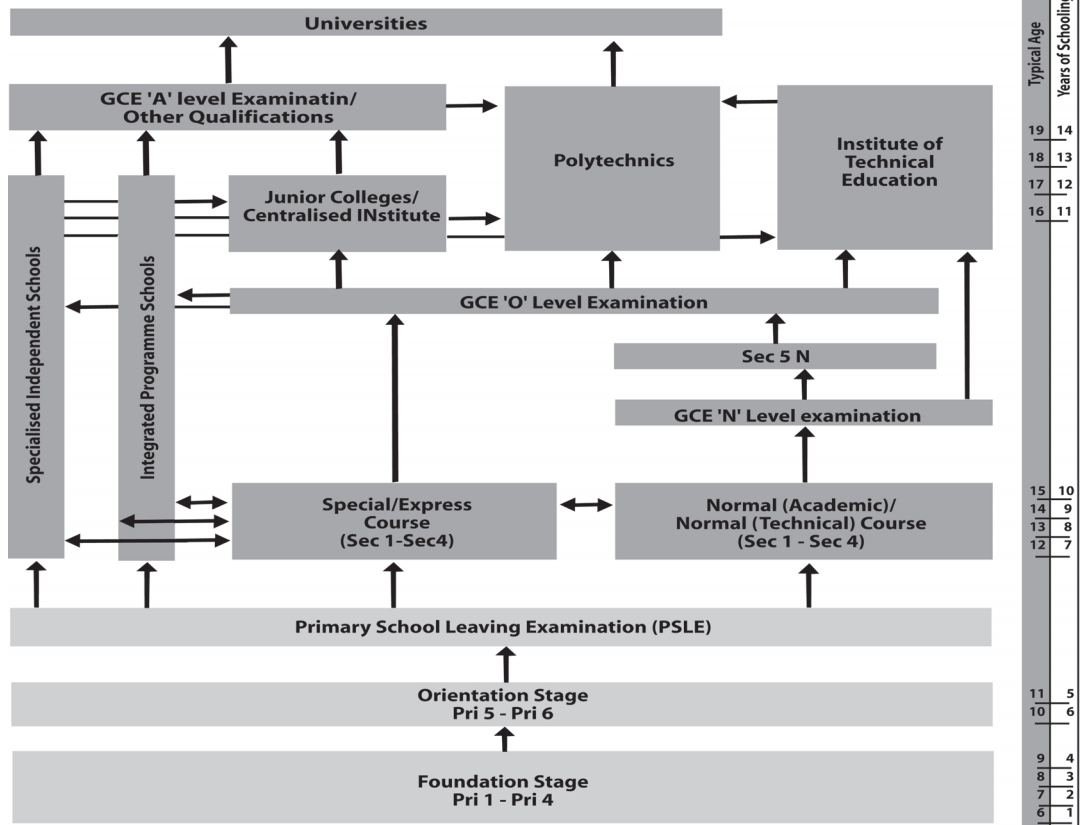 Universities
GCE 'A' level Examinatin/
Other Qualifications
Polytechnics
Institute of
Technical
Education
Junior Colleges/
Centralised INstitute
Specialised Independent Schools
Integrated Programme Schools
GCE 'O' Level Examination
Sec 5 N
GCE 'N' Level examination
Special/Express
Course
(Sec 1-Sec4)
Normal (Academic)/
Normal (Technical) Course
(Sec 1 - Sec 4)
Primary School Leaving Examination (PSLE)
Orientation Stage
Pri 5 - Pri 6
Foundation Stage
Pri 1 - Pri 4
Typical Age
Years of Schooling
19 14
18 13
17 12
16 11
15 10
14 9
13 8
12 7
11 5
10 6
9 4
8 3
7 2
6 1